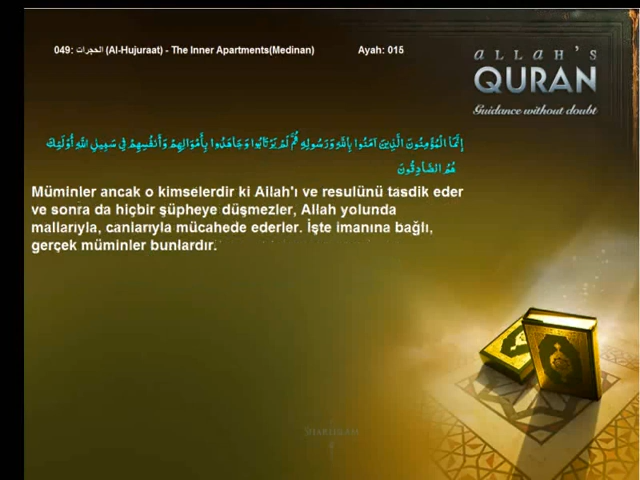 049: الحجرات (Al-Hujuraat) - The Inner Apartments(Medinan) Ayah: 015
ALLAH'S
QURAN
Guidance without doubt
إِنَّمَا الْمُؤْمِنُونَ الَّذِينَ آمَنُوا بِاللَّهِ وَرَسُولِهِ ثُمَّ لَمْ يَرْتَابُوا وَجَاهَدُوا بِأَمْوَالِهِمْ وَأَنفُسِهِمْ فِي سَبِيلِ اللَّهِ أُوْلَئِكَ
هُمُ الصَّادِقُونَ
Müminler ancak o kimselerdir ki Allah'ı ve resulünü tasdik eder
ve sonra da hiçbir şüpheye düşmezler, Allah yolunda
mallarıyla, canlarıyla mücahede ederler. İşte imanına bağlı,
gerçek müminler bunlardır.